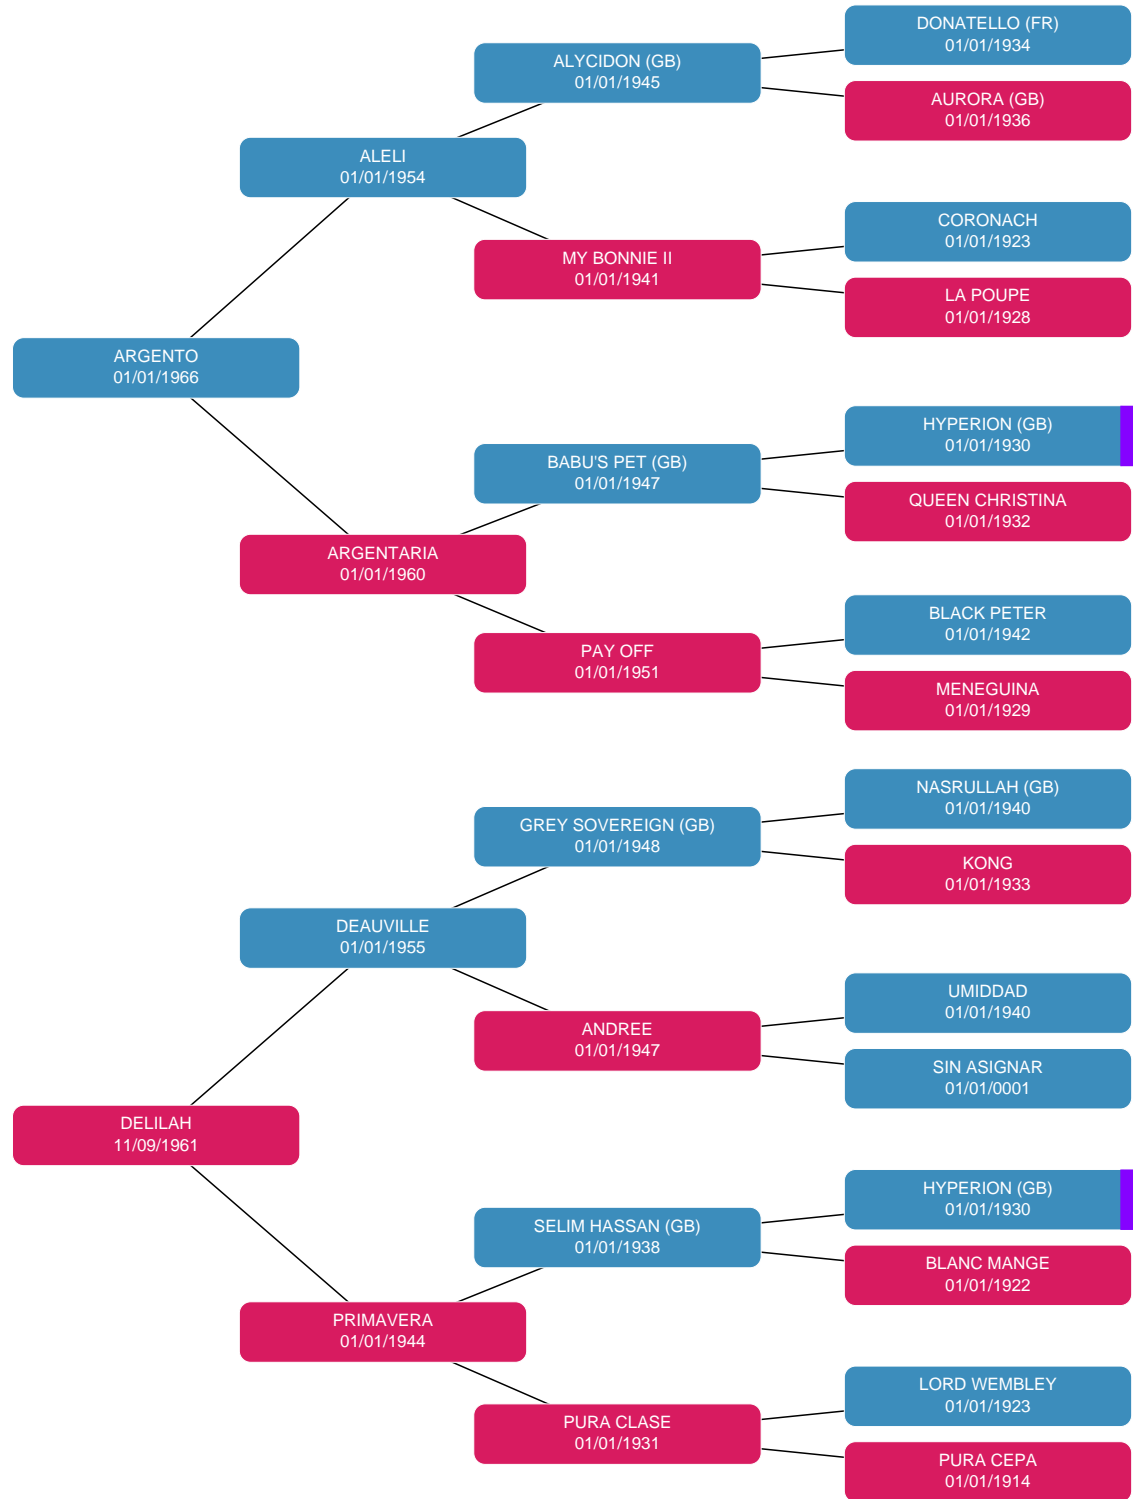 DONATELLO (FR)
01/01/1934
ALYCIDON (GB)
01/01/1945
AURORA (GB)
01/01/1936
ALELI
01/01/1954
CORONACH
01/01/1923
MY BONNIE II
01/01/1941
LA POUPE
01/01/1928
ARGENTO
01/01/1966
HYPERION (GB)
01/01/1930
BABU'S PET (GB)
01/01/1947
QUEEN CHRISTINA
01/01/1932
ARGENTARIA
01/01/1960
BLACK PETER
01/01/1942
PAY OFF
01/01/1951
MENEGUINA
01/01/1929
NASRULLAH (GB)
01/01/1940
GREY SOVEREIGN (GB)
01/01/1948
KONG
01/01/1933
DEAUVILLE
01/01/1955
UMIDDAD
01/01/1940
ANDREE
01/01/1947
SIN ASIGNAR
01/01/0001
DELILAH
11/09/1961
HYPERION (GB)
01/01/1930
SELIM HASSAN (GB)
01/01/1938
BLANC MANGE
01/01/1922
PRIMAVERA
01/01/1944
LORD WEMBLEY
01/01/1923
PURA CLASE
01/01/1931
PURA CEPA
01/01/1914